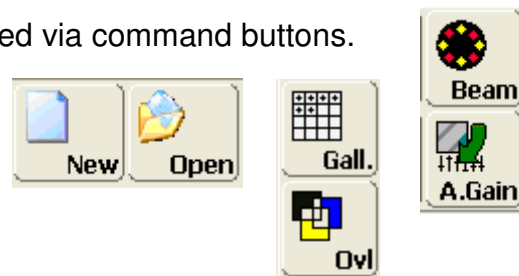 ed via command buttons.
New
Open
Gall.
Ovl
Beam
A.Gain